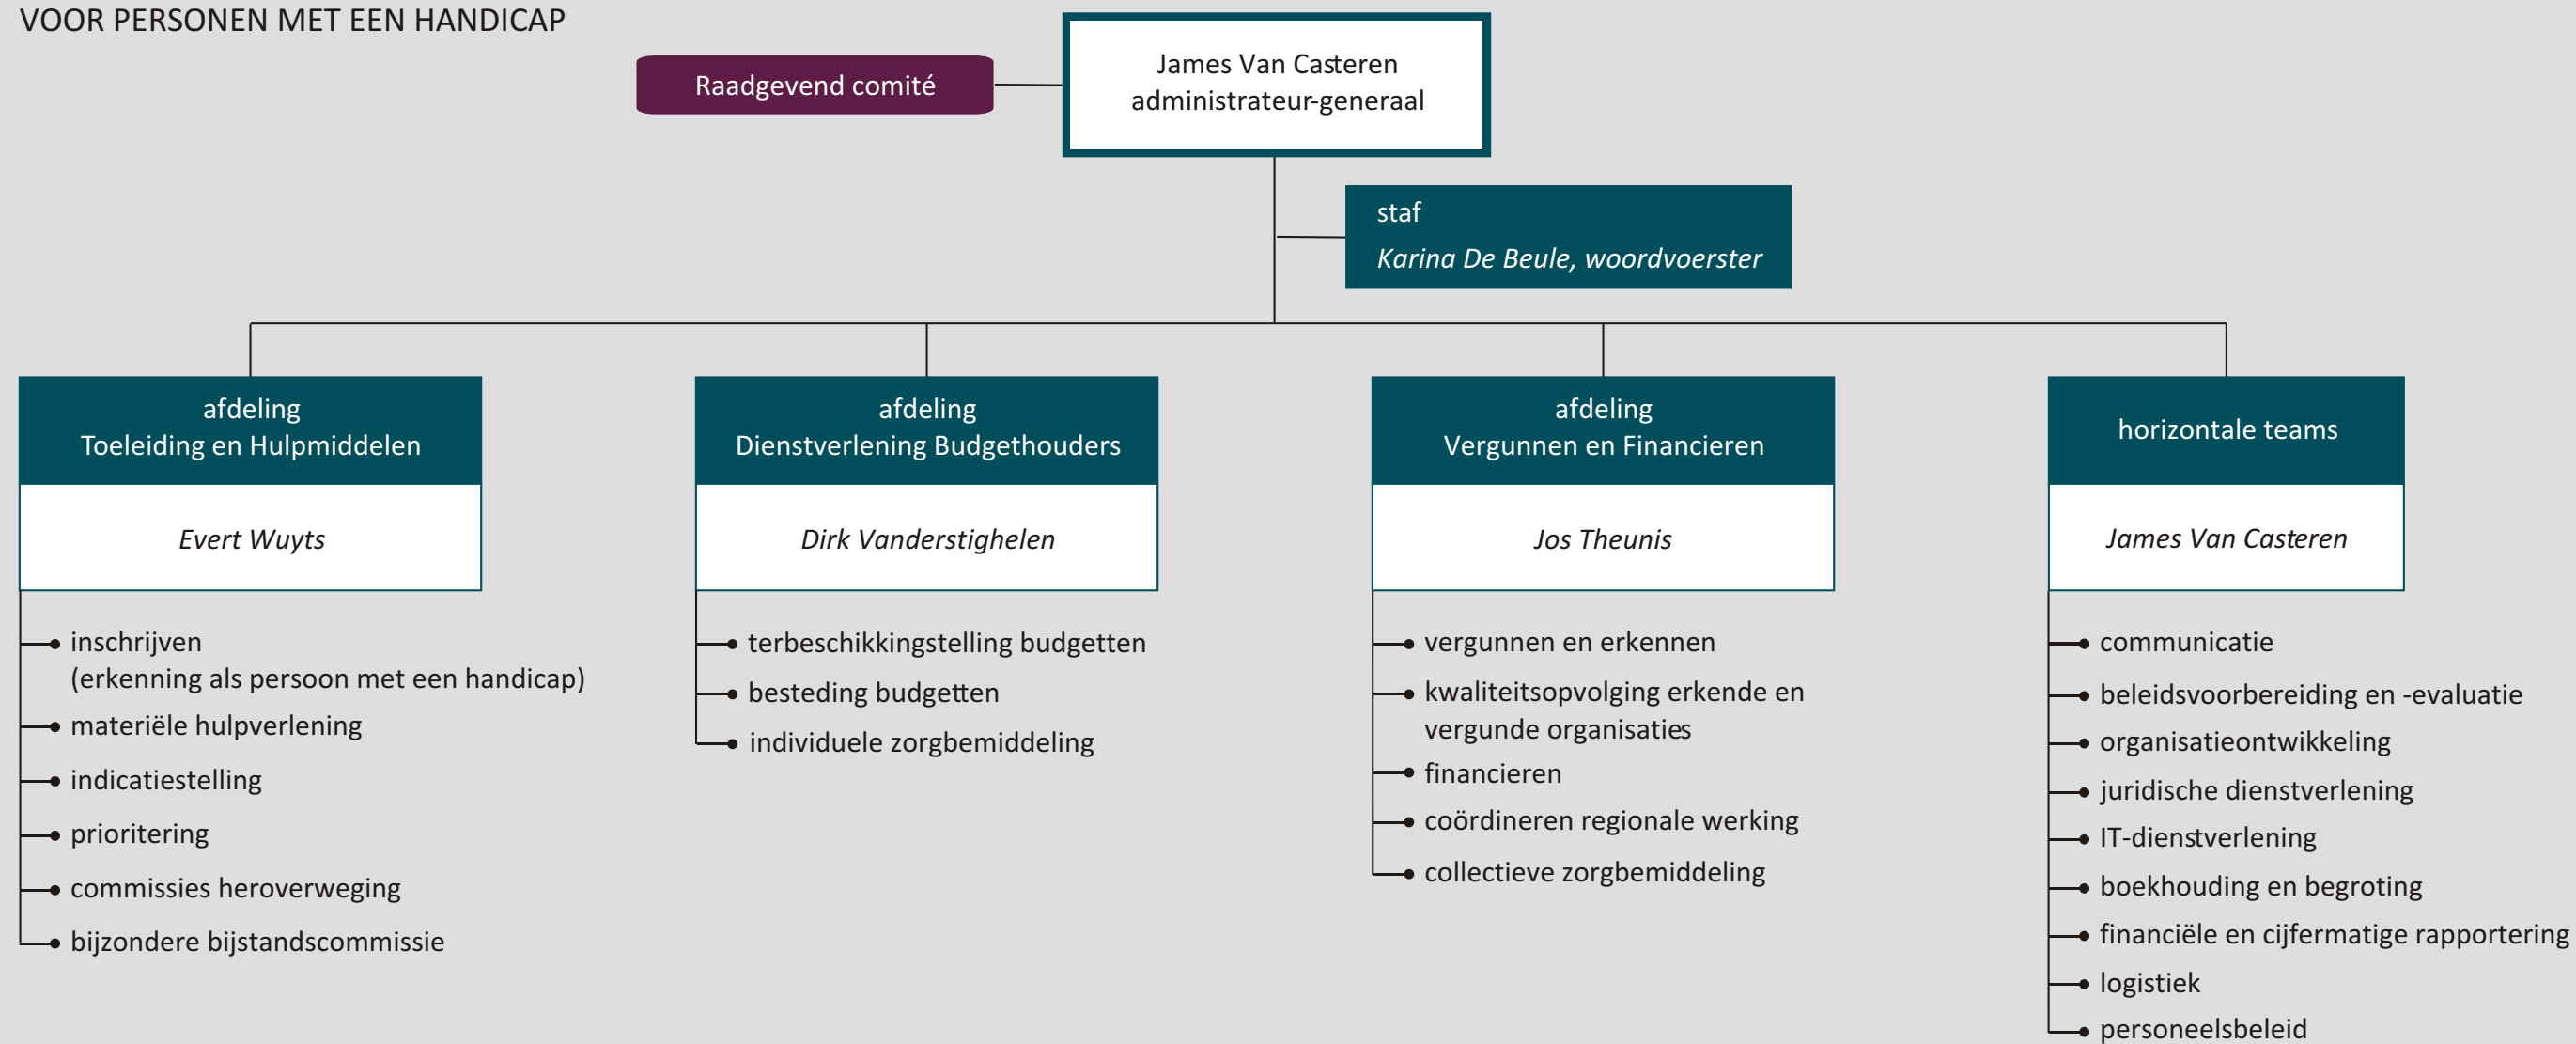 VOOR PERSONEN MET EEN HANDICAP
Raadgevend comité
James Van Casteren
administrateur-generaal
staf
Karina De Beule, woordvoerster
afdeling
Toeleiding en Hulpmiddelen
Evert Wuyts
inschrijven
(erkenning als persoon met een handicap)
materiële hulpverlening
indicatiestelling
prioritering
commissies heroverweging
bijzondere bijstandscommissie
afdeling
Dienstverlening Budgethouders
Dirk Vanderstighelen
terbeschikkingstelling budgetten
besteding budgetten
individuele zorgbemiddeling
afdeling
Vergunnen en Financieren
Jos Theunis
vergunnen en erkennen
kwaliteitsopvolging erkende en
vergunde organisaties
financieren
coördineren regionale werking
collectieve zorgbemiddeling
horizontale teams
James Van Casteren
communicatie
beleidsvoorbereiding en -evaluatie
organisatieontwikkeling
juridische dienstverlening
IT-dienstverlening
boekhouding en begroting
financiële en cijfermatige rapportering
logistiek
personeelsbeleid